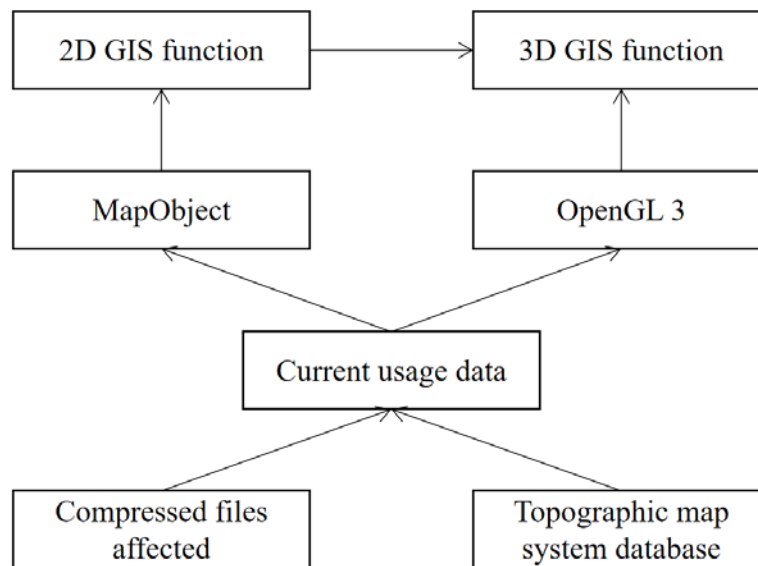 2D GIS function
3D GIS function
MapObject
OpenGL 3
Current usage data
Compressed files
affected
Topographic map
system database